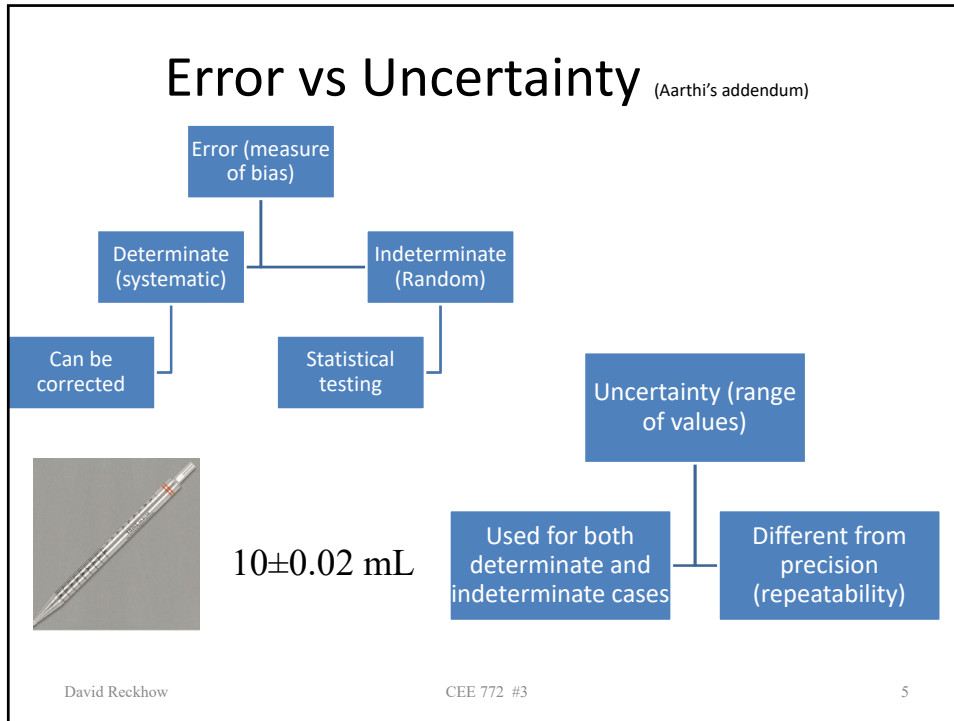 Error vs Uncertainty (Aarthi's addendum)
Error (measure
of bias)
Determinate
(systematic)
Indeterminate
(Random)
Can be
corrected
Statistical
testing
Uncertainty (range
of values)
Used for both
determinate and
indeterminate cases
Different from
precision
(repeatability)
10±0.02 mL
David Reckhow
CEE 772 #3
5